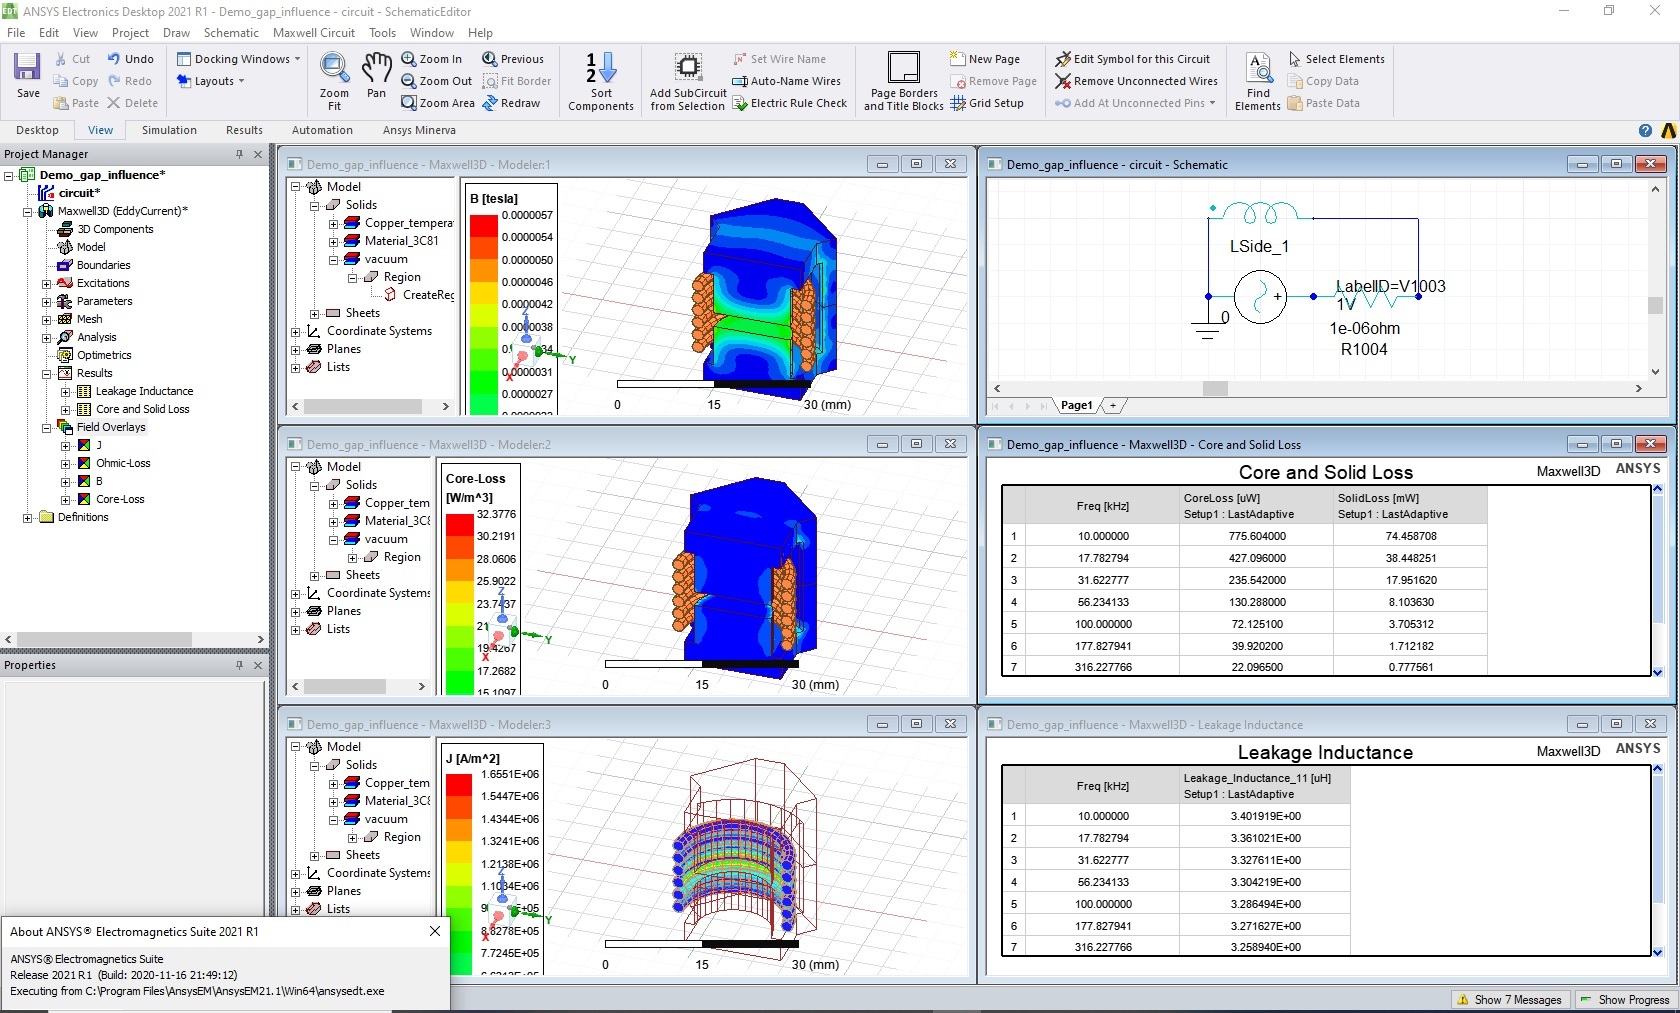 ANSYS Electronics Desktop 2021 R1 - Demo_gap_influence - circuit - SchematicEditor
File Edit View Project Draw Schematic Maxwell Circuit Tools Window Help
Save
Cut
Copy
Paste
Undo
Redo
Delete
Docking Windows
Layouts
Zoom Fit
Pan
Zoom In
Zoom Out
Zoom Area
Previous
Fit Border
Redraw
Sort Components
Add SubCircuit from Selection
Set Wire Name
Auto-Name Wires
Electric Rule Check
Page Borders and Title Blocks
New Page
Remove Page
Grid Setup
Edit Symbol for this Circuit
Remove Unconnected Wires
Add At Unconnected Pins
Find Elements
Select Elements
Copy Data
Paste Data
Desktop View Simulation Results Automation Ansys Minerva
Project Manager
Demo_gap_influence*
circuit*
Maxwell3D (EddyCurrent)*
3D Components
Model
Boundaries
Excitations
Parameters
Mesh
Analysis
Optimetrics
Results
Leakage Inductance
Core and Solid Loss
Field Overlays
J
Ohmic-Loss
B
Core-Loss
Definitions
Properties
Demo_gap_influence - Maxwell3D - Modeler:1
Model
Solids
Copper_tempera
Material_3C81
vacuum
Region
CreateReg
Sheets
Coordinate Systems
Planes
Lists
B [tesla]
0.0000057
0.0000054
0.0000050
0.0000046
0.0000042
0.0000038
34
0.0000031
0.0000027
Z
Y
X
0 15 30 (mm)
Demo_gap_influence - circuit - Schematic
LSide_1
LabelID=V1003
1V
0
1e-06ohm
R1004
Page1 +
Demo_gap_influence - Maxwell3D - Modeler:2
Model
Solids
Copper_tem
Material_3C8
vacuum
Region
Sheets
Coordinate Systems
Planes
Lists
Core-Loss
[W/m^3]
32.3776
30.2191
28.0606
25.9022
23.7437
21
19.4267
17.2682
15.1097
Z
Y
X
0 15 30 (mm)
Demo_gap_influence - Maxwell3D - Core and Solid Loss
Core and Solid Loss Maxwell3D ANSYS
Freq [kHz] CoreLoss [uW] Setup1 : LastAdaptive SolidLoss [mW] Setup1 : LastAdaptive
1 10.000000 775.604000 74.458708
2 17.782794 427.096000 38.448251
3 31.622777 235.542000 17.951620
4 56.234133 130.288000 8.103630
5 100.000000 72.125100 3.705312
6 177.827941 39.920200 1.712182
7 316.227766 22.096500 0.777561
Demo_gap_influence - Maxwell3D - Modeler:3
Model
Solids
Copper_tem
Material_3C8
vacuum
Region
Sheets
Coordinate Systems
Planes
Lists
J [A/m^2]
1.6551E+06
1.5447E+06
1.4344E+06
1.3241E+06
1.2138E+06
1.1034E+06
E+05
8.8278E+05
7.7245E+05
Z
Y
X
0 15 30 (mm)
Demo_gap_influence - Maxwell3D - Leakage Inductance
Leakage Inductance Maxwell3D ANSYS
Freq [kHz] Leakage_Inductance_11 [uH] Setup1 : LastAdaptive
1 10.000000 3.401919E+00
2 17.782794 3.361021E+00
3 31.622777 3.327611E+00
4 56.234133 3.304219E+00
5 100.000000 3.286494E+00
6 177.827941 3.271627E+00
7 316.227766 3.258940E+00
About ANSYS® Electromagnetics Suite 2021 R1
ANSYS® Electromagnetics Suite
Release 2021 R1 (Build: 2020-11-16 21:49:12)
Executing from C:\Program Files\AnsysEM\AnsysEM21.1\Win64\ansysedt.exe
Show 7 Messages Show Progress